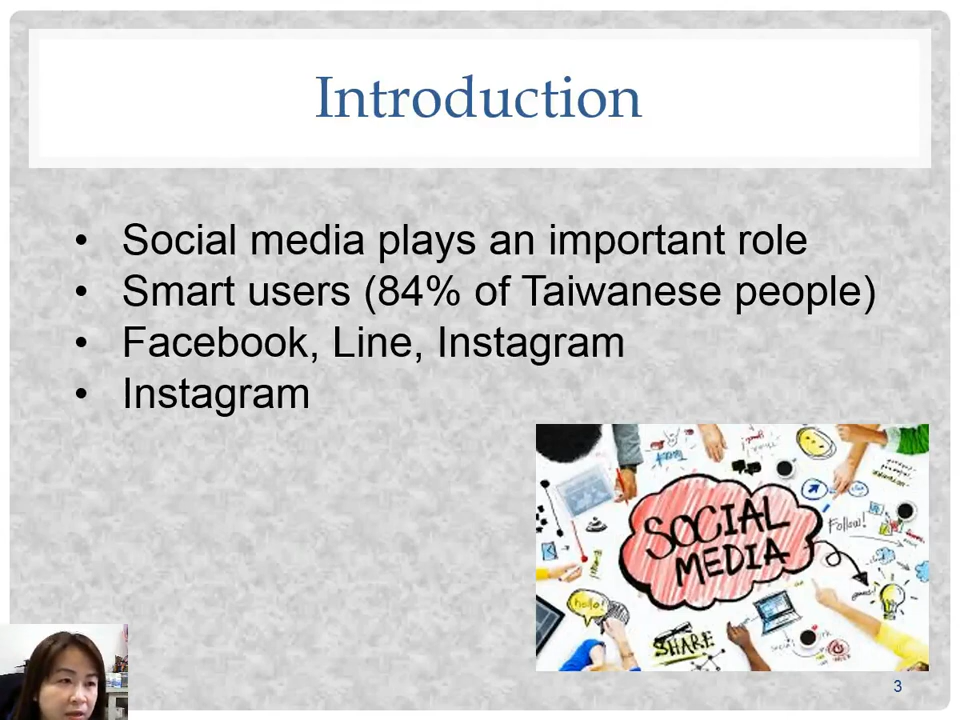 Introduction
• Social media plays an important role
• Smart users (84% of Taiwanese people)
• Facebook, Line, Instagram
• Instagram
SOCIAL
MEDIA
Follow!
hello!
SHARE
3